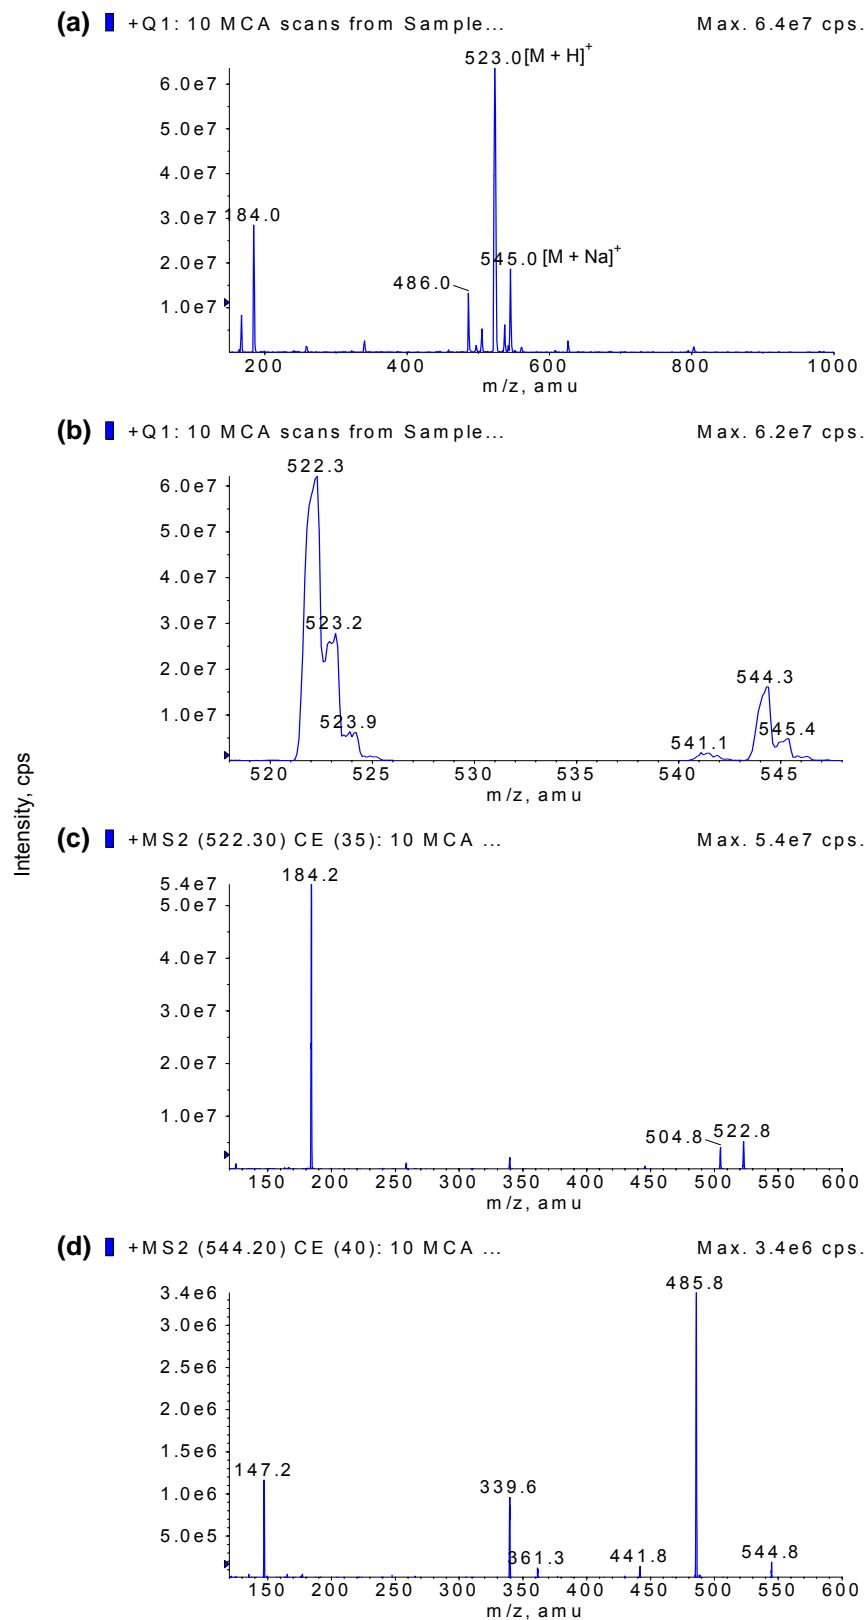 (a) +Q1: 10 MCA scans from Sample... Max. 6.4e7 cps.
523.0 [M + H]+
6.0e7
5.0e7
4.0e7
3.0e7
184.0
2.0e7
545.0 [M + Na]+
486.0
1.0e7
200 400 600 800 1000
m/z, amu
(b) +Q1: 10 MCA scans from Sample... Max. 6.2e7 cps.
522.3
6.0e7
5.0e7
4.0e7
3.0e7
523.2
2.0e7
544.3
1.0e7
523.9
545.4
541.1
520 525 530 535 540 545
m/z, amu
Intensity, cps
(c) +MS2 (522.30) CE (35): 10 MCA ... Max. 5.4e7 cps.
5.4e7
184.2
5.0e7
4.0e7
3.0e7
2.0e7
1.0e7
504.8
522.8
150 200 250 300 350 400 450 500 550 600
m/z, amu
(d) +MS2 (544.20) CE (40): 10 MCA ... Max. 3.4e6 cps.
485.8
3.4e6
3.0e6
2.5e6
2.0e6
1.5e6
147.2
1.0e6
339.6
5.0e5
361.3
441.8
544.8
150 200 250 300 350 400 450 500 550 600
m/z, amu